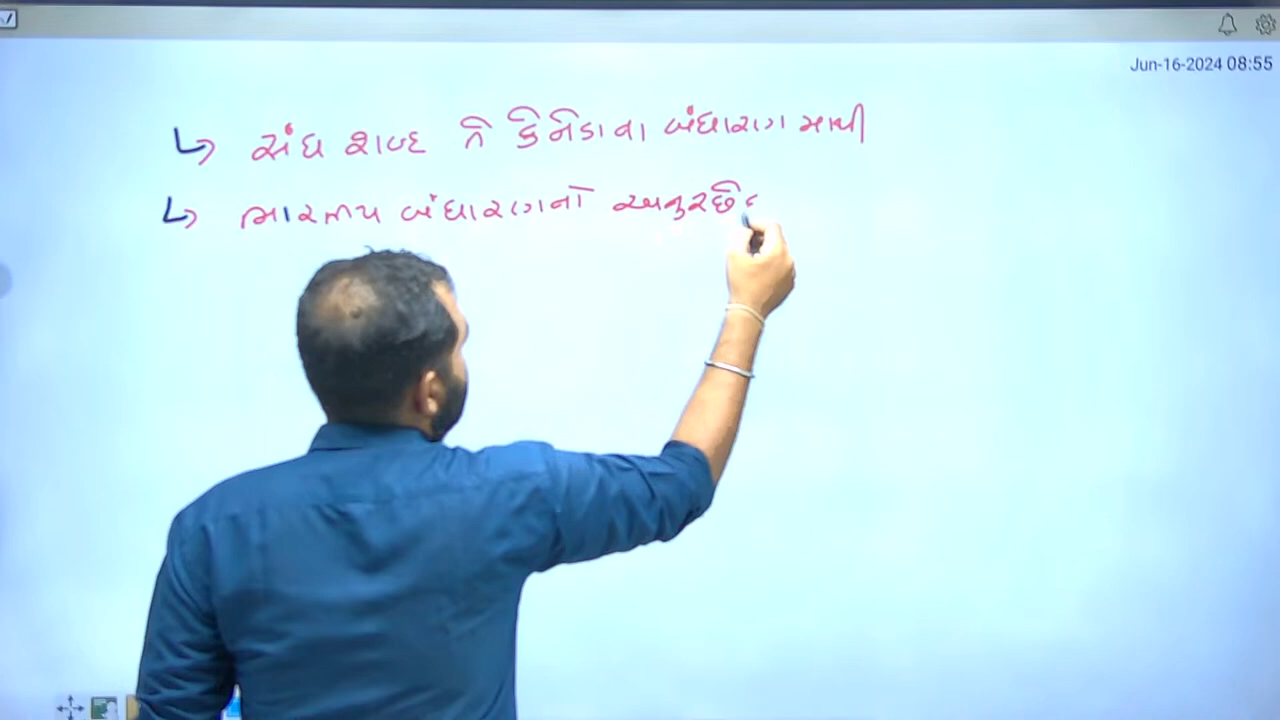 Jun-16-2024 08:55
સંઘ શબ્દ તે કેનેડાના બંધારણ માથી
ભારતીય બંધારણનો અનુચ્છે